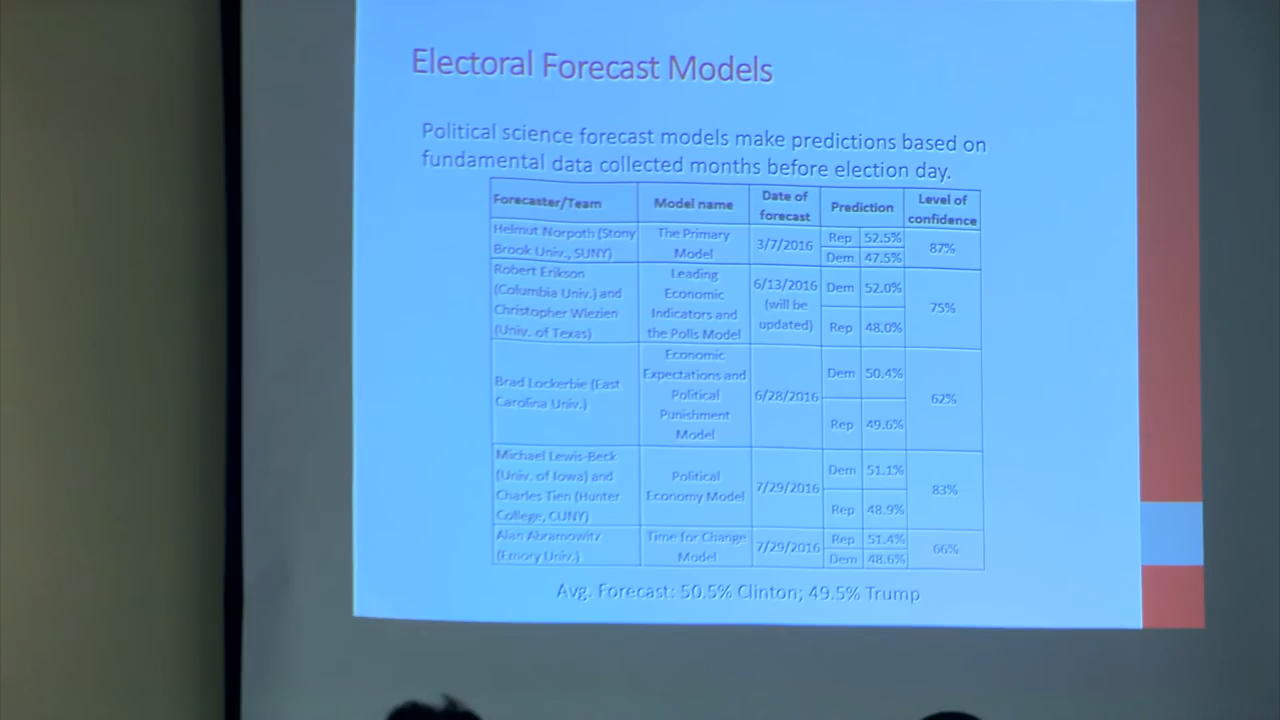 Electoral Forecast Models
Political science forecast models make predictions based on
fundamental data collected months before election day.
Forecaster/Team Model name Date of forecast Prediction Level of confidence
Helmut Norpoth (Stony
Brook Univ., SUNY)
The Primary
Model
3/7/2016
Rep 52.5%
Dem 47.5%
87%
Robert Erikson
(Columbia Univ.) and
Christopher Wlezien
(Univ. of Texas)
Leading
Economic
Indicators and
the Polls Model
6/13/2016
(will be
updated)
Dem 52.0%
Rep 48.0%
75%
Brad Lockerbie (East
Carolina Univ.)
Economic
Expectations and
Political
Punishment
Model
6/28/2016
Dem 50.4%
Rep 49.6%
62%
Michael Lewis-Beck
(Univ. of Iowa) and
Charles Tien (Hunter
College, CUNY)
Political
Economy Model
7/29/2016
Dem 51.1%
Rep 48.9%
83%
Alan Abramowitz
(Emory Univ.)
Time for Change
Model
7/29/2016
Rep 51.4%
Dem 48.6%
66%
Avg. Forecast: 50.5% Clinton; 49.5% Trump